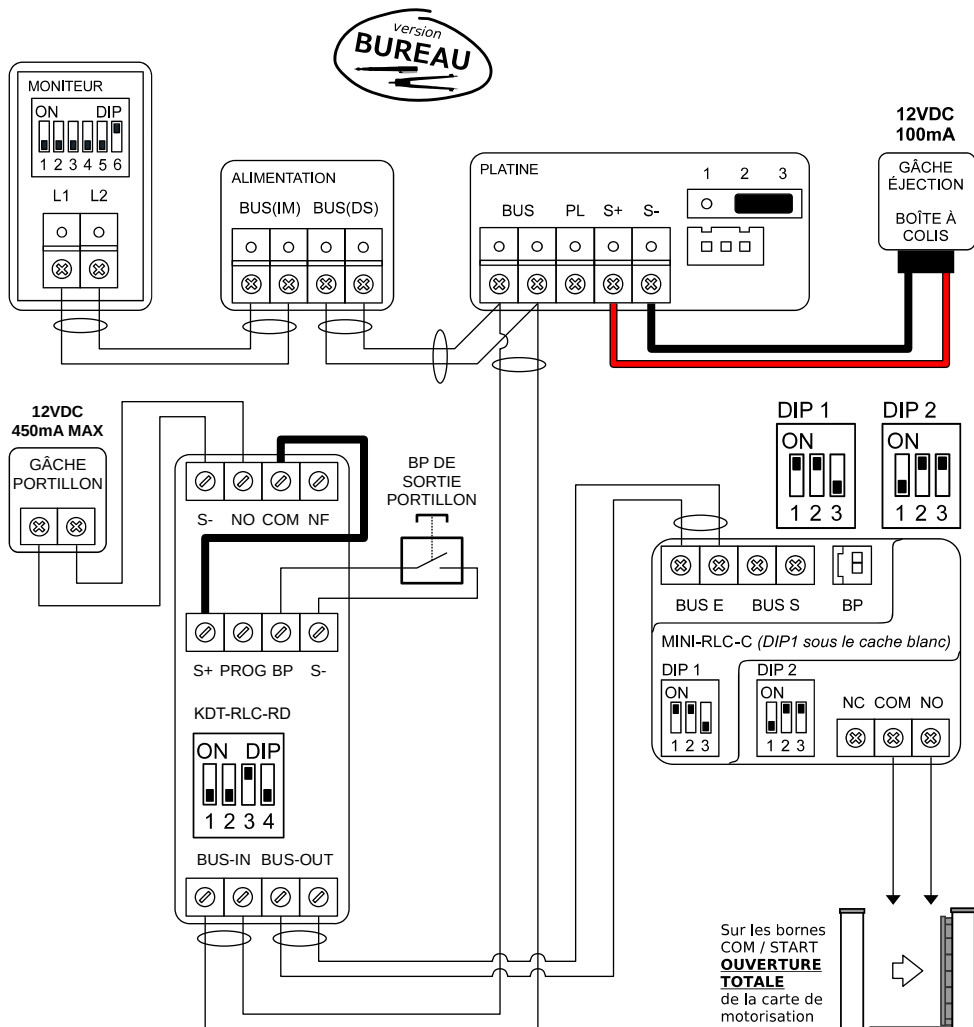 version
BUREAU
MONITEUR
ON DIP
1 2 3 4 5 6
L1 L2
ALIMENTATION
BUS(IM) BUS(DS)
PLATINE
1 2 3
BUS PL S+ S-
12VDC
100mA
GÂCHE
ÉJECTION
BOÎTE À
COLIS
12VDC
450mA MAX
GÂCHE
PORTILLON
S- NO COM NF
BP DE
SORTIE
PORTILLON
S+ PROG BP S-
KDT-RLC-RD
ON DIP
1 2 3 4
BUS-IN BUS-OUT
DIP 1
ON
1 2 3
DIP 2
ON
1 2 3
BUS E BUS S BP
MINI-RLC-C (DIP1 sous le cache blanc)
DIP 1
ON
1 2 3
DIP 2
ON
1 2 3
NC COM NO
Sur les bornes
COM / START
OUVERTURE
TOTALE
de la carte de
motorisation